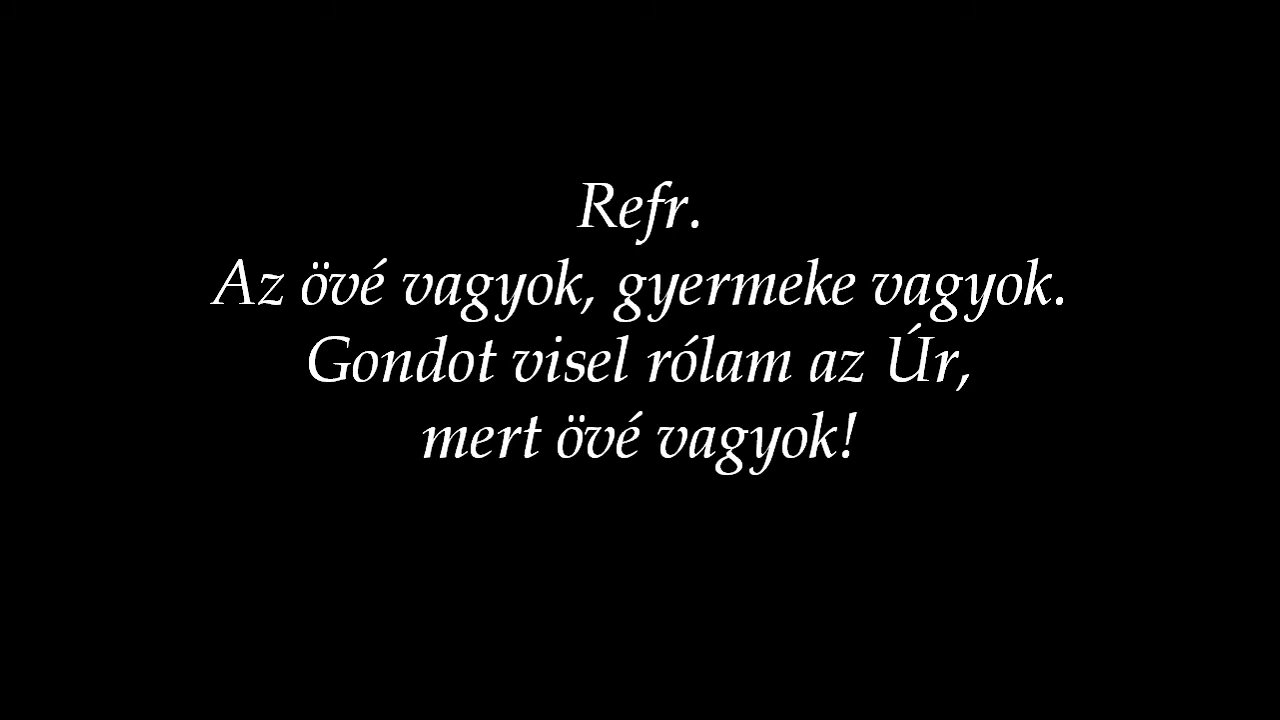 Refr.
Az övé vagyok, gyermeke vagyok.
Gondot visel rólam az Úr,
mert övé vagyok!